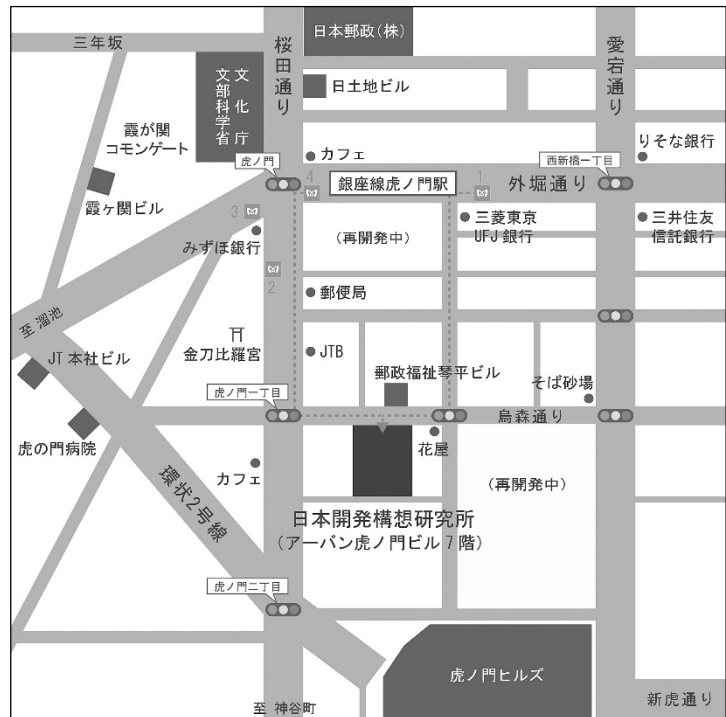 日本郵政(株)
三年坂
桜田通り
愛宕通り
文化庁
文部科学省
日土地ビル
霞が関
コモンゲート
カフェ
りそな銀行
虎ノ門
西新橋一丁目
4
銀座線虎ノ門駅
1
外堀通り
霞ヶ関ビル
3
三菱東京
UFJ銀行
三井住友
信託銀行
みずほ銀行
(再開発中)
2
郵便局
至 溜池
金刀比羅宮
JTB
JT本社ビル
郵政福祉琴平ビル
そば砂場
虎ノ門一丁目
烏森通り
虎の門病院
花屋
カフェ
環状2号線
(再開発中)
日本開発構想研究所
(アーバン虎ノ門ビル7階)
虎ノ門二丁目
虎ノ門ヒルズ
新虎通り
至 神谷町